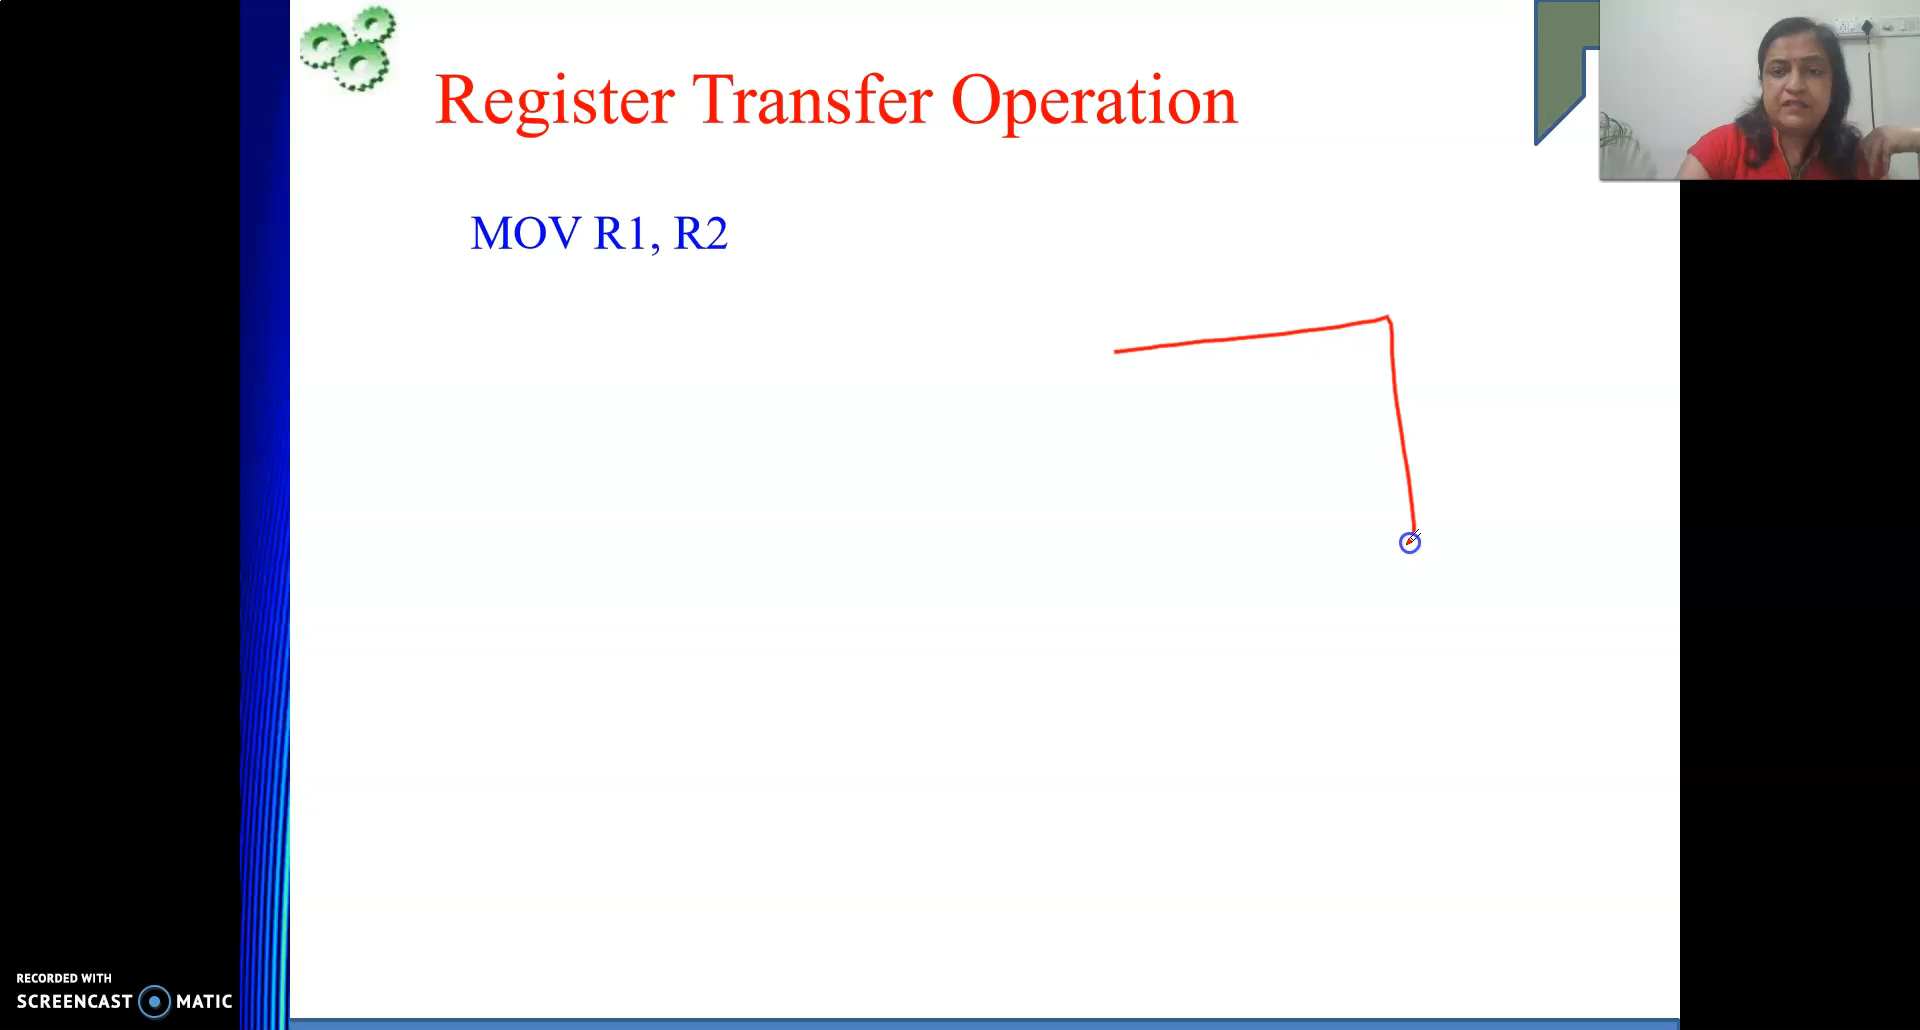 Register Transfer Operation
MOV R1, R2
RECORDED WITH
SCREENCAST MATIC